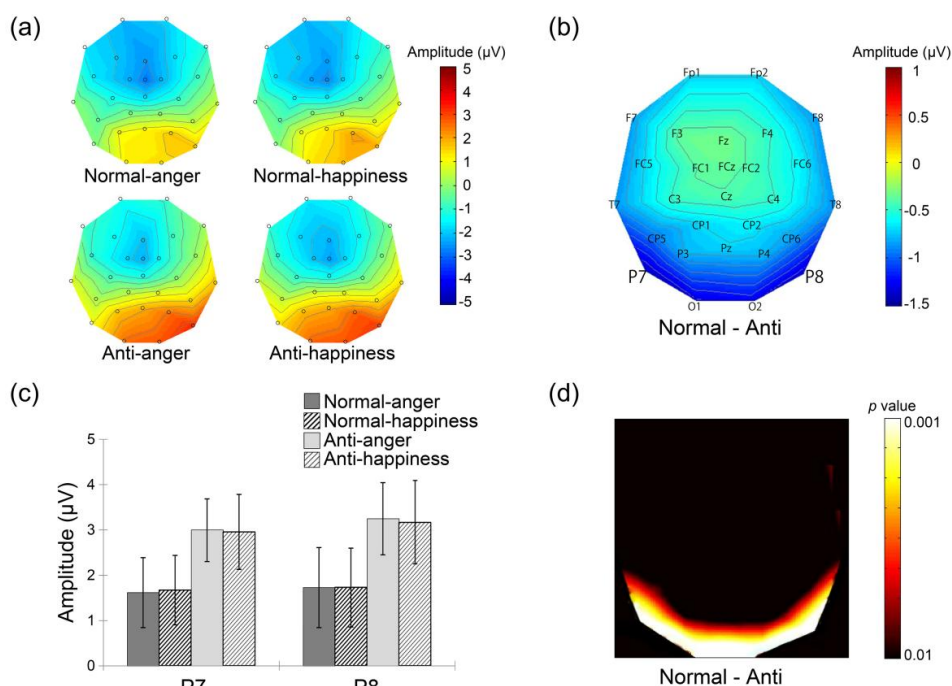 (a)
Normal-anger
Normal-happiness
Anti-anger
Anti-happiness
Amplitude (µV)
5
4
3
2
1
0
-1
-2
-3
-4
-5
(b)
Fp1 Fp2
F7 F3 Fz F4 F8
FC5 FC1 FCz FC2 FC6
T7 C3 Cz C4 T8
CP5 CP1 CP2 CP6
P7 P3 Pz P4 P8
O1 O2
Normal - Anti
Amplitude (µV)
1
0.5
0
-0.5
-1
-1.5
(c)
Normal-anger
Normal-happiness
Anti-anger
Anti-happiness
Amplitude (µV)
5
4
3
2
1
0
P7 P8
(d)
Normal - Anti
p value
0.001
0.01